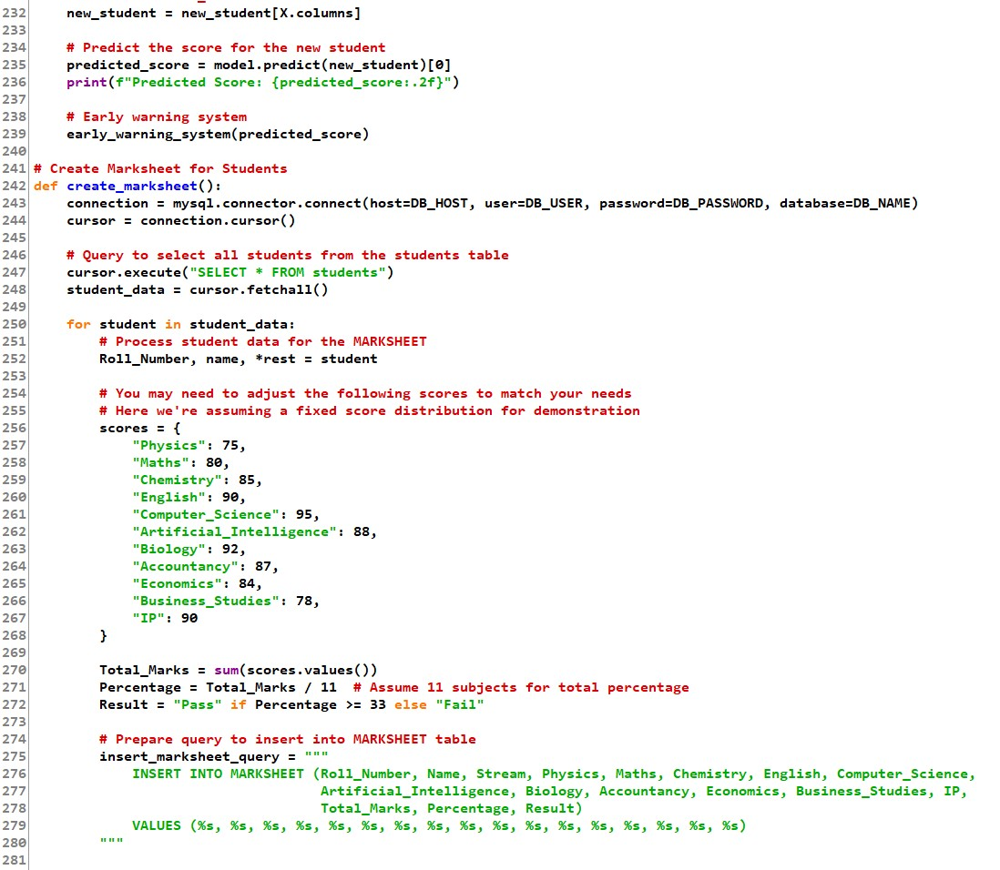 232     new_student = new_student[X.columns]
233
234     # Predict the score for the new student
235     predicted_score = model.predict(new_student)[0]
236     print(f"Predicted Score: {predicted_score:.2f}")
237
238     # Early warning system
239     early_warning_system(predicted_score)
240
241 # Create Marksheet for Students
242 def create_marksheet():
243     connection = mysql.connector.connect(host=DB_HOST, user=DB_USER, password=DB_PASSWORD, database=DB_NAME)
244     cursor = connection.cursor()
245
246     # Query to select all students from the students table
247     cursor.execute("SELECT * FROM students")
248     student_data = cursor.fetchall()
249
250     for student in student_data:
251         # Process student data for the MARKSHEET
252         Roll_Number, name, *rest = student
253
254         # You may need to adjust the following scores to match your needs
255         # Here we're assuming a fixed score distribution for demonstration
256         scores = {
257             "Physics": 75,
258             "Maths": 80,
259             "Chemistry": 85,
260             "English": 90,
261             "Computer_Science": 95,
262             "Artificial_Intelligence": 88,
263             "Biology": 92,
264             "Accountancy": 87,
265             "Economics": 84,
266             "Business_Studies": 78,
267             "IP": 90
268         }
269
270         Total_Marks = sum(scores.values())
271         Percentage = Total_Marks / 11  # Assume 11 subjects for total percentage
272         Result = "Pass" if Percentage >= 33 else "Fail"
273
274         # Prepare query to insert into MARKSHEET table
275         insert_marksheet_query = """
276             INSERT INTO MARKSHEET (Roll_Number, Name, Stream, Physics, Maths, Chemistry, English, Computer_Science,
277                                    Artificial_Intelligence, Biology, Accountancy, Economics, Business_Studies, IP,
278                                    Total_Marks, Percentage, Result)
279             VALUES (%s, %s, %s, %s, %s, %s, %s, %s, %s, %s, %s, %s, %s, %s, %s, %s, %s)
280         """
281